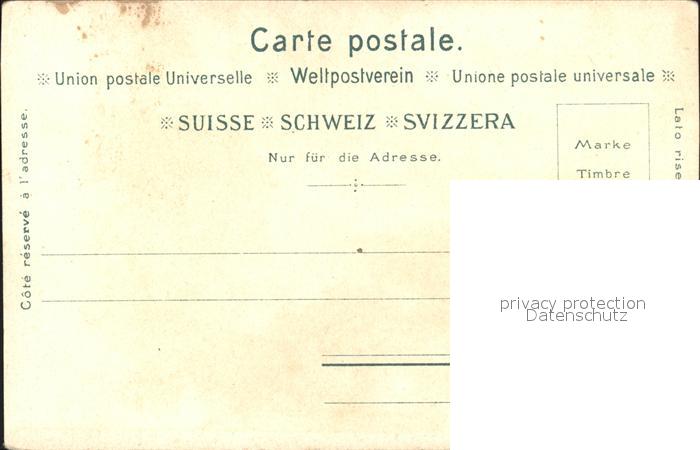 Carte postale.
※ Union postale Universelle ※ Weltpostverein ※ Unione postale universale ※
※ SUISSE ※ SCHWEIZ ※ SVIZZERA
Nur für die Adresse.
Côté réservé à l'adresse.
Marke
Timbre
Lato
privacy protection
Datenschutz